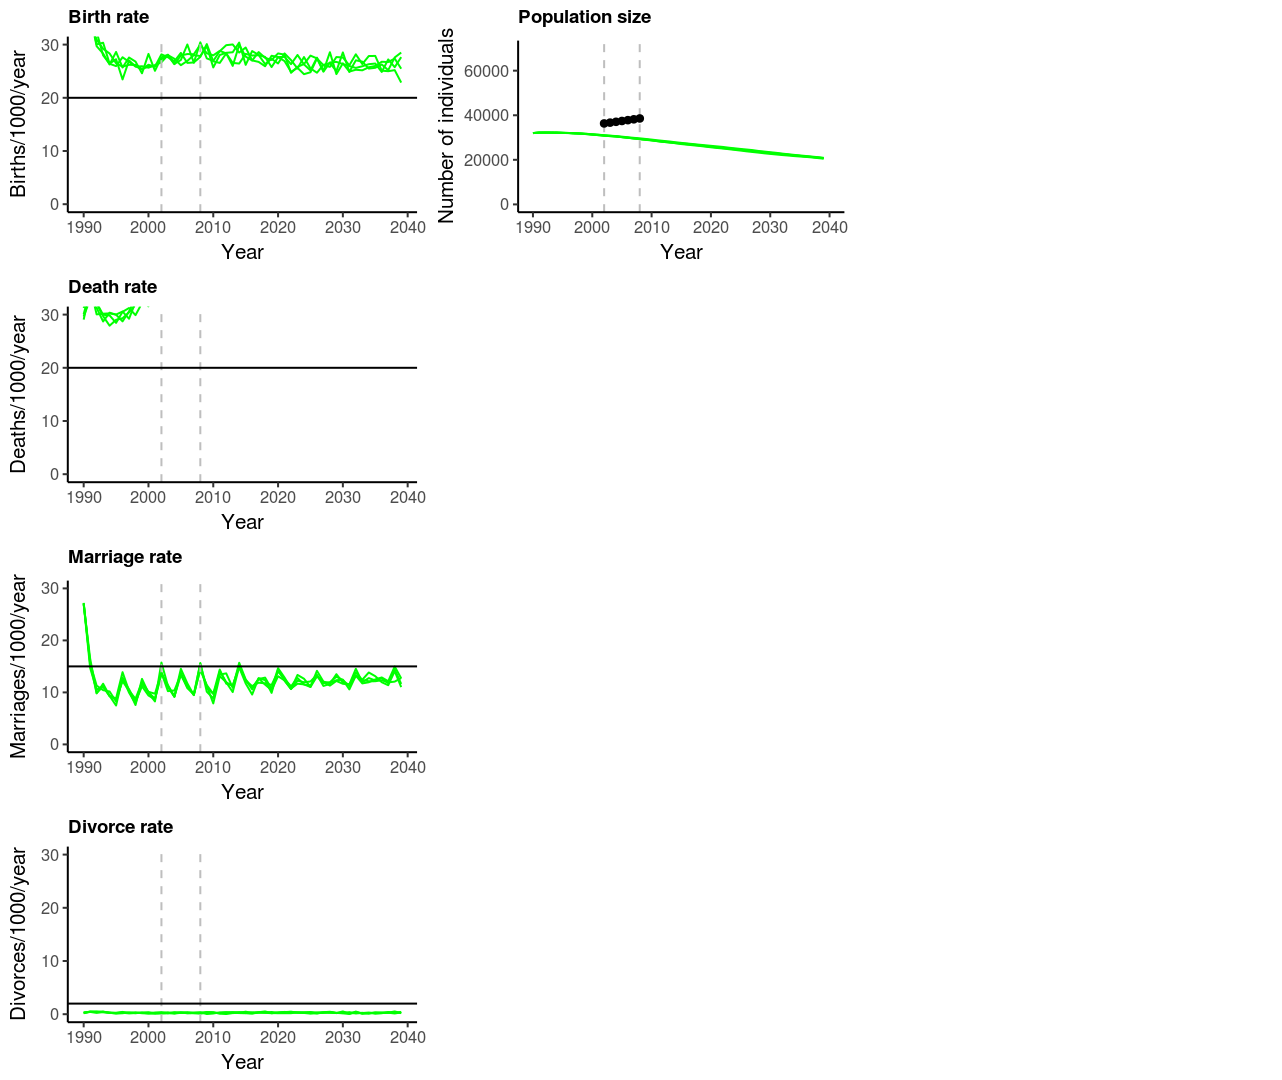 Birth rate
Births/1000/year
30
20
10
0
1990 2000 2010 2020 2030 2040
Year
Population size
Number of individuals
60000
40000
20000
0
1990 2000 2010 2020 2030 2040
Year
Death rate
Deaths/1000/year
30
20
10
0
1990 2000 2010 2020 2030 2040
Year
Marriage rate
Marriages/1000/year
30
20
10
0
1990 2000 2010 2020 2030 2040
Year
Divorce rate
Divorces/1000/year
30
20
10
0
1990 2000 2010 2020 2030 2040
Year